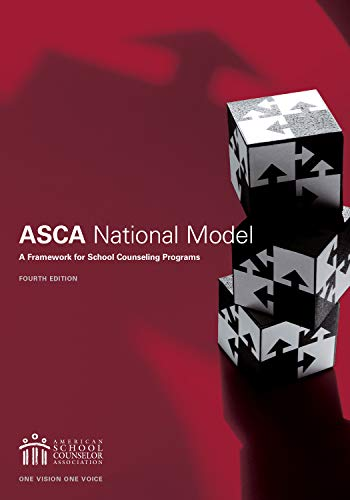 ASCA National Model
A Framework for School Counseling Programs
FOURTH EDITION
AMERICAN
SCHOOL
COUNSELOR
ASSOCIATION
ONE VISION ONE VOICE